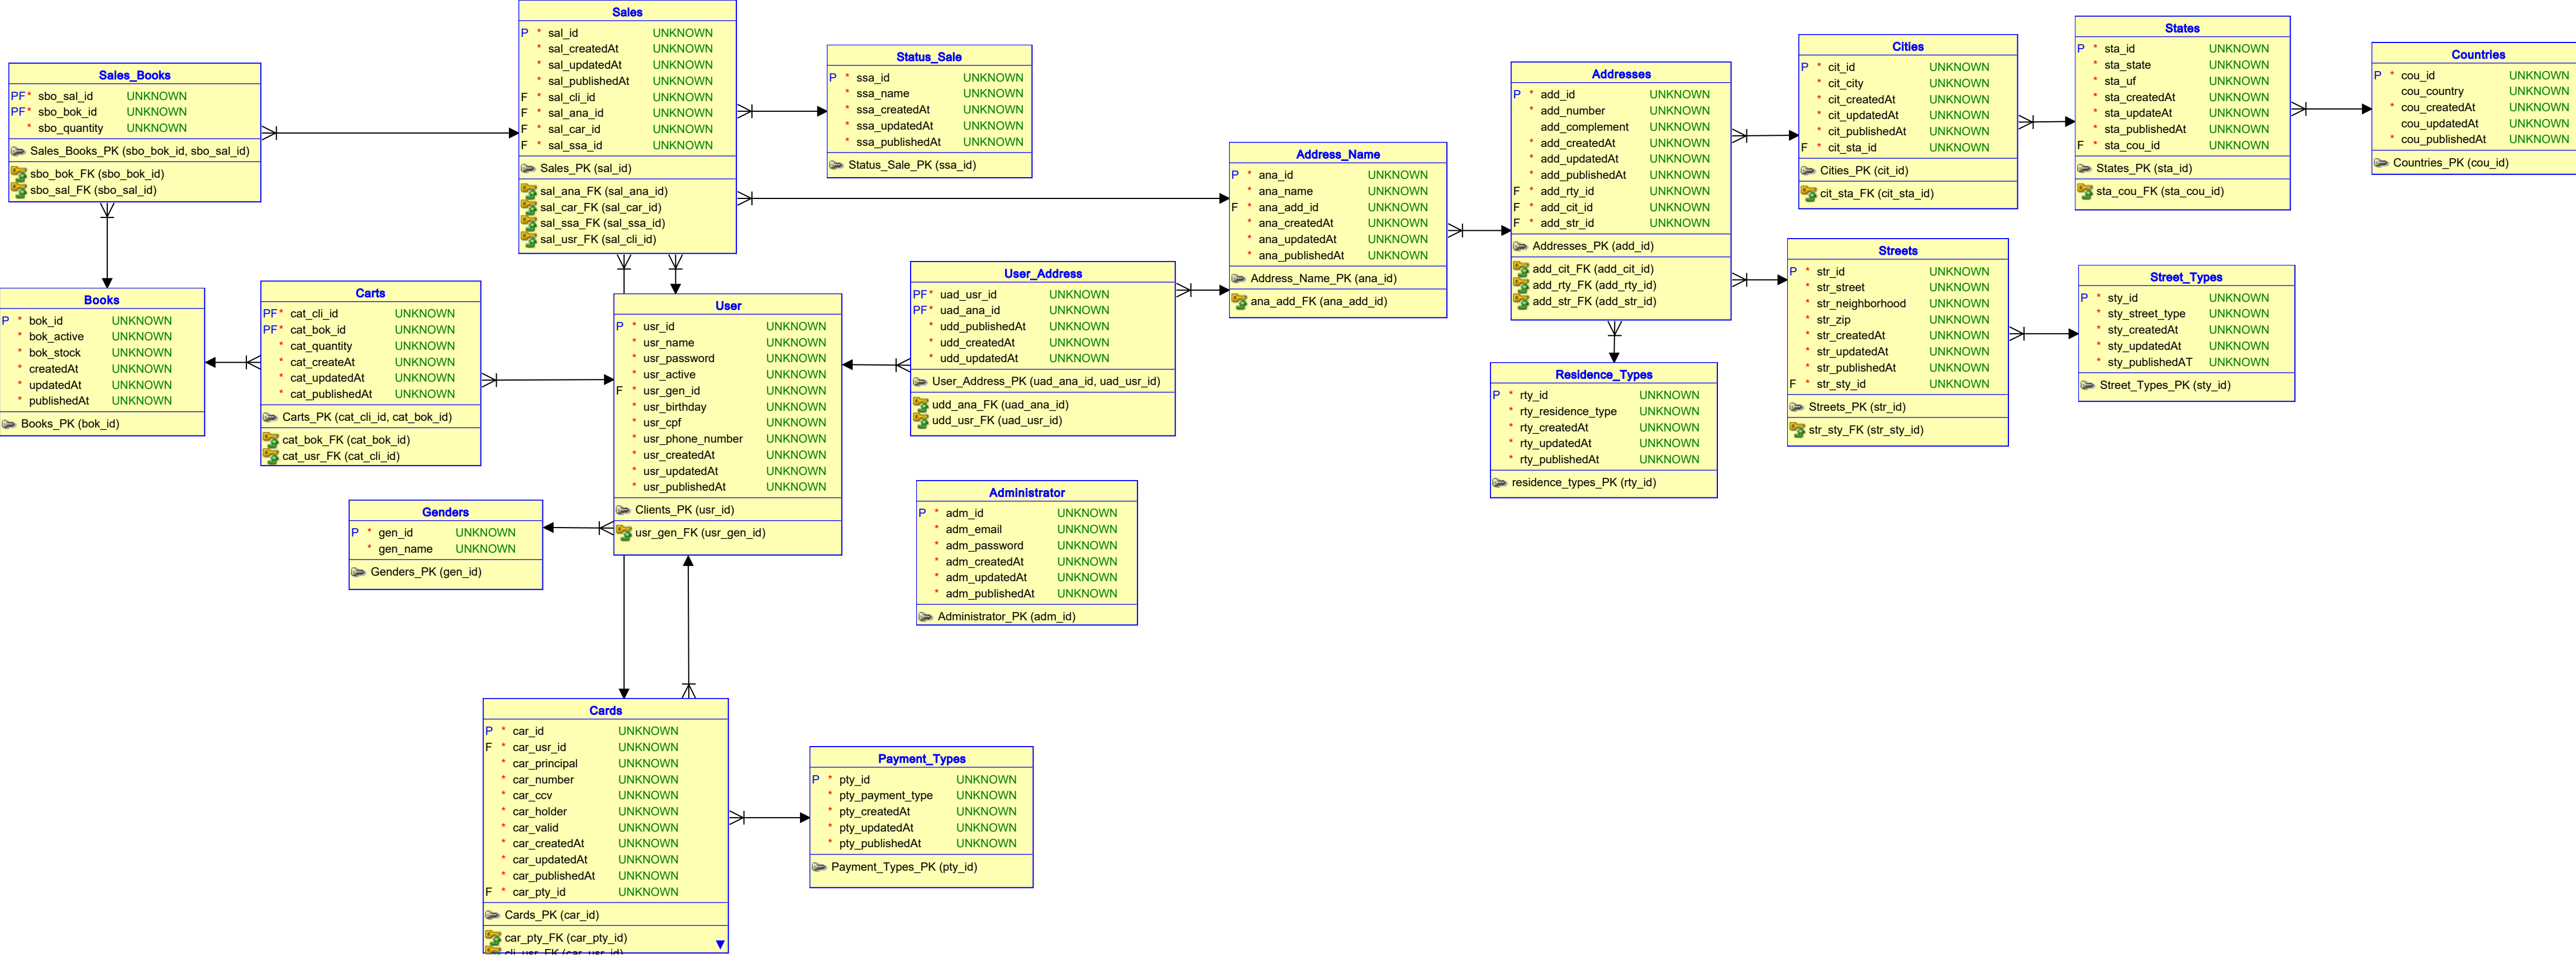 Sales_Books
PF * sbo_sal_id UNKNOWN
PF * sbo_bok_id UNKNOWN
* sbo_quantity UNKNOWN
Sales_Books_PK (sbo_bok_id, sbo_sal_id)
sbo_bok_FK (sbo_bok_id)
sbo_sal_FK (sbo_sal_id)
Sales
P * sal_id UNKNOWN
* sal_createdAt UNKNOWN
* sal_updatedAt UNKNOWN
* sal_publishedAt UNKNOWN
F * sal_cli_id UNKNOWN
F * sal_ana_id UNKNOWN
F * sal_car_id UNKNOWN
F * sal_ssa_id UNKNOWN
Sales_PK (sal_id)
sal_ana_FK (sal_ana_id)
sal_car_FK (sal_car_id)
sal_ssa_FK (sal_ssa_id)
sal_usr_FK (sal_cli_id)
Status_Sale
P * ssa_id UNKNOWN
* ssa_name UNKNOWN
* ssa_createdAt UNKNOWN
* ssa_updatedAt UNKNOWN
* ssa_publishedAt UNKNOWN
Status_Sale_PK (ssa_id)
Address_Name
P * ana_id UNKNOWN
* ana_name UNKNOWN
F * ana_add_id UNKNOWN
* ana_createdAt UNKNOWN
* ana_updatedAt UNKNOWN
* ana_publishedAt UNKNOWN
Address_Name_PK (ana_id)
ana_add_FK (ana_add_id)
Addresses
P * add_id UNKNOWN
* add_number UNKNOWN
add_complement UNKNOWN
* add_createdAt UNKNOWN
* add_updatedAt UNKNOWN
* add_publishedAt UNKNOWN
F * add_rty_id UNKNOWN
F * add_cit_id UNKNOWN
F * add_str_id UNKNOWN
Addresses_PK (add_id)
add_cit_FK (add_cit_id)
add_rty_FK (add_rty_id)
add_str_FK (add_str_id)
Cities
P * cit_id UNKNOWN
* cit_city UNKNOWN
* cit_createdAt UNKNOWN
* cit_updatedAt UNKNOWN
* cit_publishedAt UNKNOWN
F * cit_sta_id UNKNOWN
Cities_PK (cit_id)
cit_sta_FK (cit_sta_id)
States
P * sta_id UNKNOWN
* sta_state UNKNOWN
* sta_uf UNKNOWN
* sta_createdAt UNKNOWN
* sta_updateAt UNKNOWN
* sta_publishedAt UNKNOWN
F * sta_cou_id UNKNOWN
States_PK (sta_id)
sta_cou_FK (sta_cou_id)
Countries
P * cou_id UNKNOWN
cou_country UNKNOWN
* cou_createdAt UNKNOWN
cou_updatedAt UNKNOWN
* cou_publishedAt UNKNOWN
Countries_PK (cou_id)
Books
P * bok_id UNKNOWN
* bok_active UNKNOWN
* bok_stock UNKNOWN
* createdAt UNKNOWN
* updatedAt UNKNOWN
* publishedAt UNKNOWN
Books_PK (bok_id)
Carts
PF * cat_cli_id UNKNOWN
PF * cat_bok_id UNKNOWN
* cat_quantity UNKNOWN
* cat_createAt UNKNOWN
* cat_updatedAt UNKNOWN
* cat_publishedAt UNKNOWN
Carts_PK (cat_cli_id, cat_bok_id)
cat_bok_FK (cat_bok_id)
cat_usr_FK (cat_cli_id)
User
P * usr_id UNKNOWN
* usr_name UNKNOWN
* usr_password UNKNOWN
* usr_active UNKNOWN
F * usr_gen_id UNKNOWN
* usr_birthday UNKNOWN
* usr_cpf UNKNOWN
* usr_phone_number UNKNOWN
* usr_createdAt UNKNOWN
* usr_updatedAt UNKNOWN
* usr_publishedAt UNKNOWN
Clients_PK (usr_id)
usr_gen_FK (usr_gen_id)
User_Address
PF * uad_usr_id UNKNOWN
PF * uad_ana_id UNKNOWN
* udd_publishedAt UNKNOWN
* udd_createdAt UNKNOWN
* udd_updatedAt UNKNOWN
User_Address_PK (uad_ana_id, uad_usr_id)
udd_ana_FK (uad_ana_id)
udd_usr_FK (uad_usr_id)
Streets
P * str_id UNKNOWN
* str_street UNKNOWN
* str_neighborhood UNKNOWN
* str_zip UNKNOWN
* str_createdAt UNKNOWN
* str_updatedAt UNKNOWN
* str_publishedAt UNKNOWN
F * str_sty_id UNKNOWN
Streets_PK (str_id)
str_sty_FK (str_sty_id)
Street_Types
P * sty_id UNKNOWN
* sty_street_type UNKNOWN
* sty_createdAt UNKNOWN
* sty_updatedAt UNKNOWN
* sty_publishedAT UNKNOWN
Street_Types_PK (sty_id)
Residence_Types
P * rty_id UNKNOWN
* rty_residence_type UNKNOWN
* rty_createdAt UNKNOWN
* rty_updatedAt UNKNOWN
* rty_publishedAt UNKNOWN
residence_types_PK (rty_id)
Genders
P * gen_id UNKNOWN
* gen_name UNKNOWN
Genders_PK (gen_id)
Administrator
P * adm_id UNKNOWN
* adm_email UNKNOWN
* adm_password UNKNOWN
* adm_createdAt UNKNOWN
* adm_updatedAt UNKNOWN
* adm_publishedAt UNKNOWN
Administrator_PK (adm_id)
Cards
P * car_id UNKNOWN
F * car_usr_id UNKNOWN
* car_principal UNKNOWN
* car_number UNKNOWN
* car_ccv UNKNOWN
* car_holder UNKNOWN
* car_valid UNKNOWN
* car_createdAt UNKNOWN
* car_updatedAt UNKNOWN
* car_publishedAt UNKNOWN
F * car_pty_id UNKNOWN
Cards_PK (car_id)
car_pty_FK (car_pty_id)
cli_usr_FK (car_usr_id)
Payment_Types
P * pty_id UNKNOWN
* pty_payment_type UNKNOWN
* pty_createdAt UNKNOWN
* pty_updatedAt UNKNOWN
* pty_publishedAt UNKNOWN
Payment_Types_PK (pty_id)